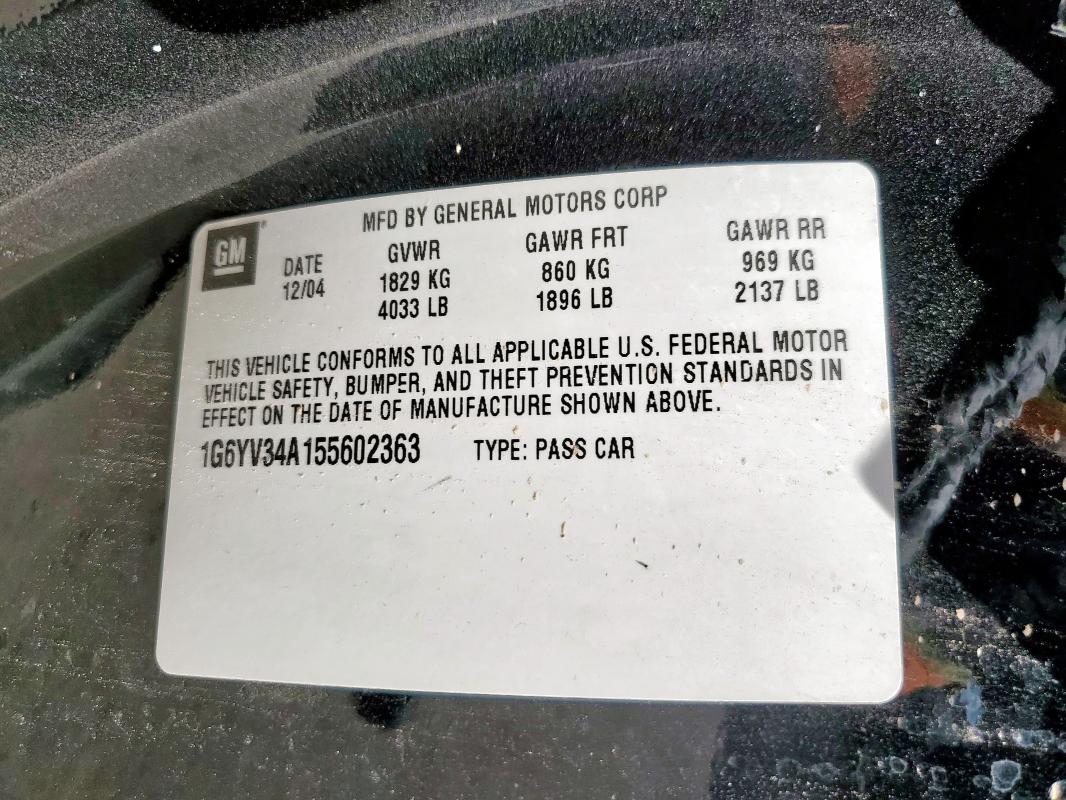 MFD BY GENERAL MOTORS CORP
GM®
DATE GVWR GAWR FRT GAWR RR
12/04 1829 KG 860 KG 969 KG
4033 LB 1896 LB 2137 LB
THIS VEHICLE CONFORMS TO ALL APPLICABLE U.S. FEDERAL MOTOR
VEHICLE SAFETY, BUMPER, AND THEFT PREVENTION STANDARDS IN
EFFECT ON THE DATE OF MANUFACTURE SHOWN ABOVE.
1G6YV34A155602363 TYPE: PASS CAR